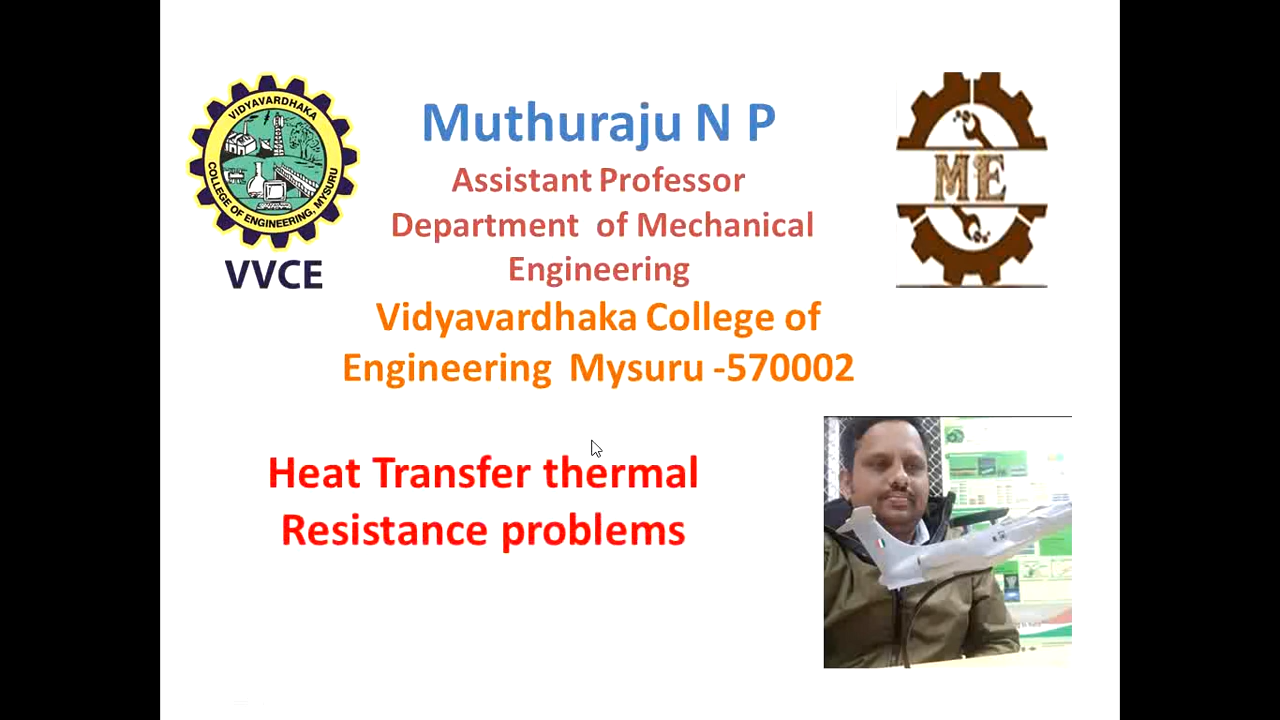 VIDYAVARDHAKA
COLLEGE OF ENGINEERING, MYSURU
VVCE
Muthuraju N P
Assistant Professor
Department of Mechanical
Engineering
Vidyavardhaka College of
Engineering Mysuru -570002
ME
Heat Transfer thermal
Resistance problems